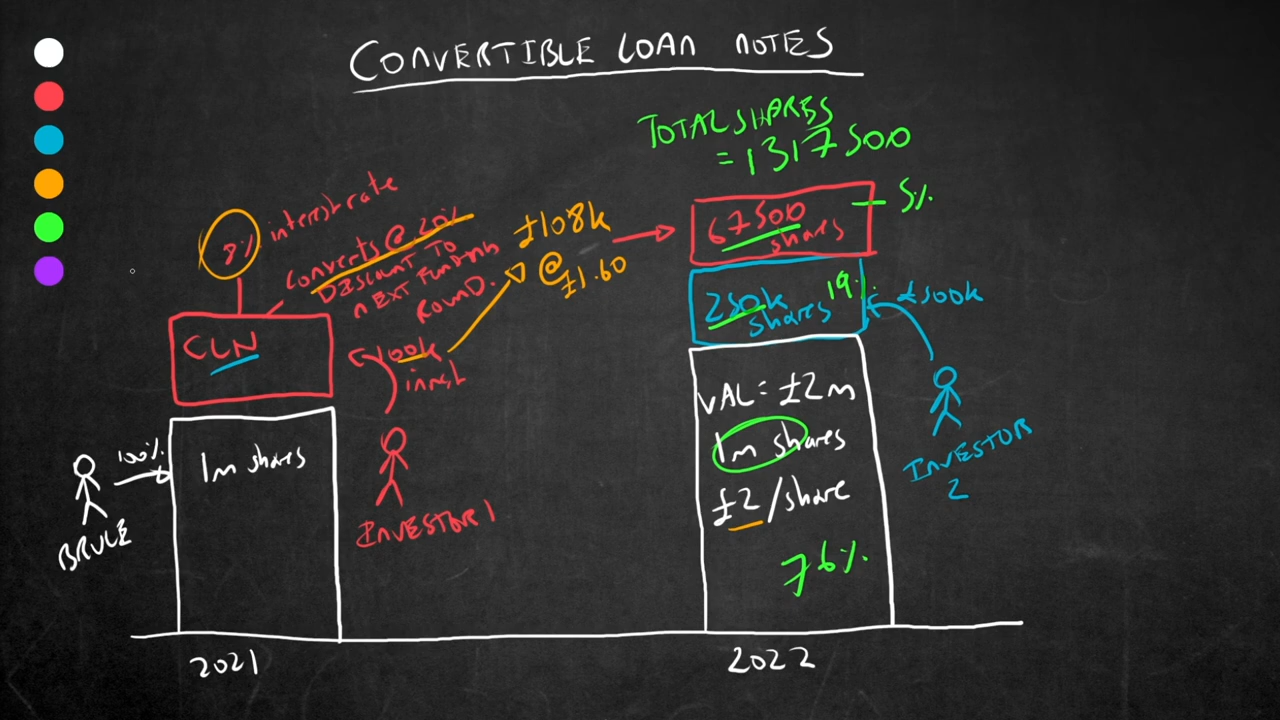 CONVERTIBLE LOAN NOTES
TOTAL SHARES
= 1317500
8% interest rate
Converts @ 20%
DISCOUNT TO
NEXT FUNDING
ROUND.
£108k
@
£1.60
67500
shares
5%
250k
shares
19%
£500k
CLN
100k
invest
VAL = £2m
1m shares
£2/share
76%
100%
1m shares
BRUCE
INVESTOR 1
INVESTOR
2
2021
2022